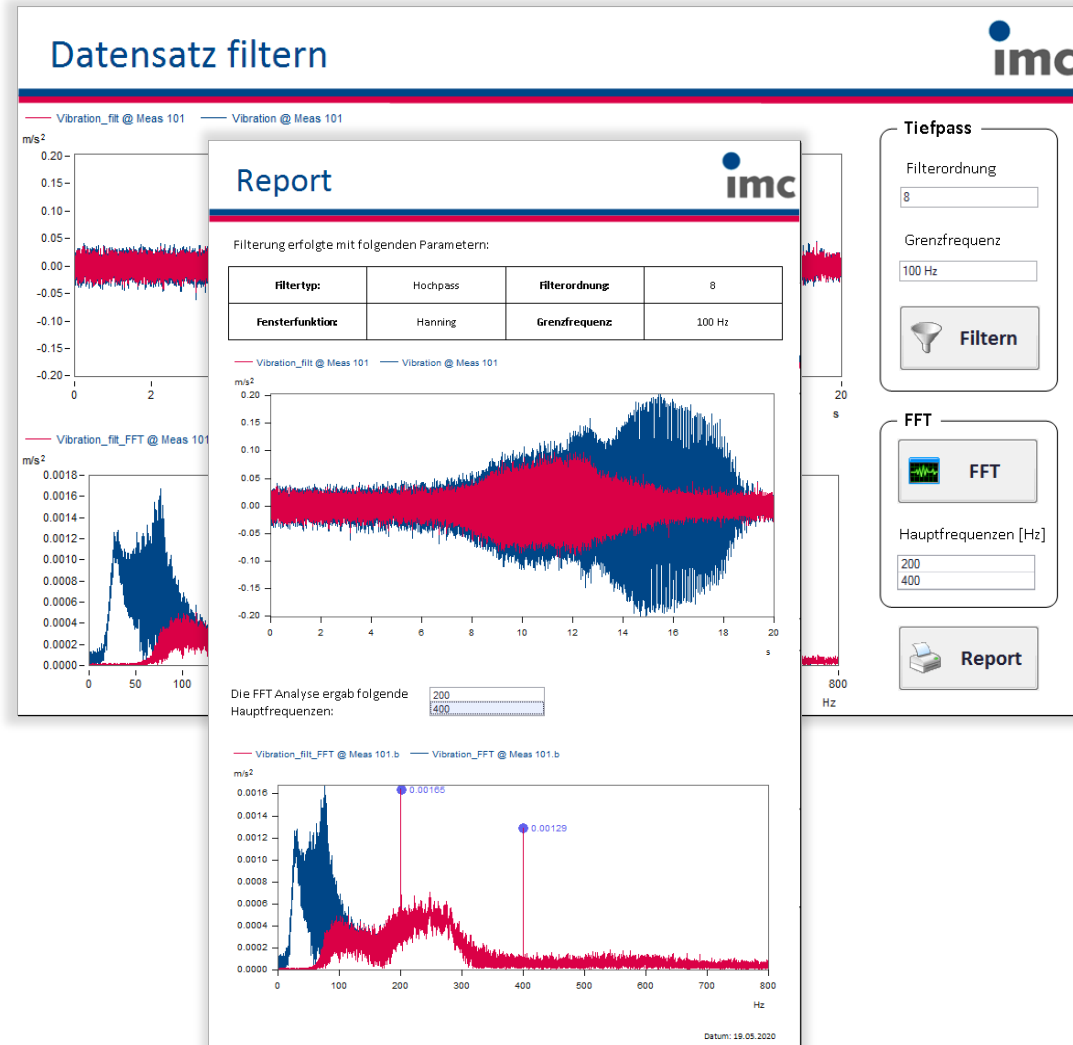 Datensatz filtern
imc
Vibration_filt @ Meas 101 Vibration @ Meas 101
m/s²
0.20
0.15
0.10
0.05
0.00
-0.05
-0.10
-0.15
-0.20
0 2 20
s
Vibration_filt_FFT @ Meas 101
m/s²
0.0018
0.0016
0.0014
0.0012
0.0010
0.0008
0.0006
0.0004
0.0002
0.0000
0 50 100 800
Hz
Tiefpass
Filterordnung
8
Grenzfrequenz
100 Hz
Filtern
FFT
FFT
Hauptfrequenzen [Hz]
200
400
Report
Report
imc
Filterung erfolgte mit folgenden Parametern:
Filtertyp: Hochpass Filterordnung: 8
Fensterfunktion: Hanning Grenzfrequenz: 100 Hz
Vibration_filt @ Meas 101 Vibration @ Meas 101
m/s²
0.20
0.15
0.10
0.05
0.00
-0.05
-0.10
-0.15
-0.20
0 2 4 6 8 10 12 14 16 18 20
s
Die FFT Analyse ergab folgende
Hauptfrequenzen:
200
400
Vibration_filt_FFT @ Meas 101.b Vibration_FFT @ Meas 101.b
m/s²
0.0016
0.0014
0.0012
0.0010
0.0008
0.0006
0.0004
0.0002
0.0000
0.00165
0.00129
0 100 200 300 400 500 600 700 800
Hz
Datum: 19.05.2020